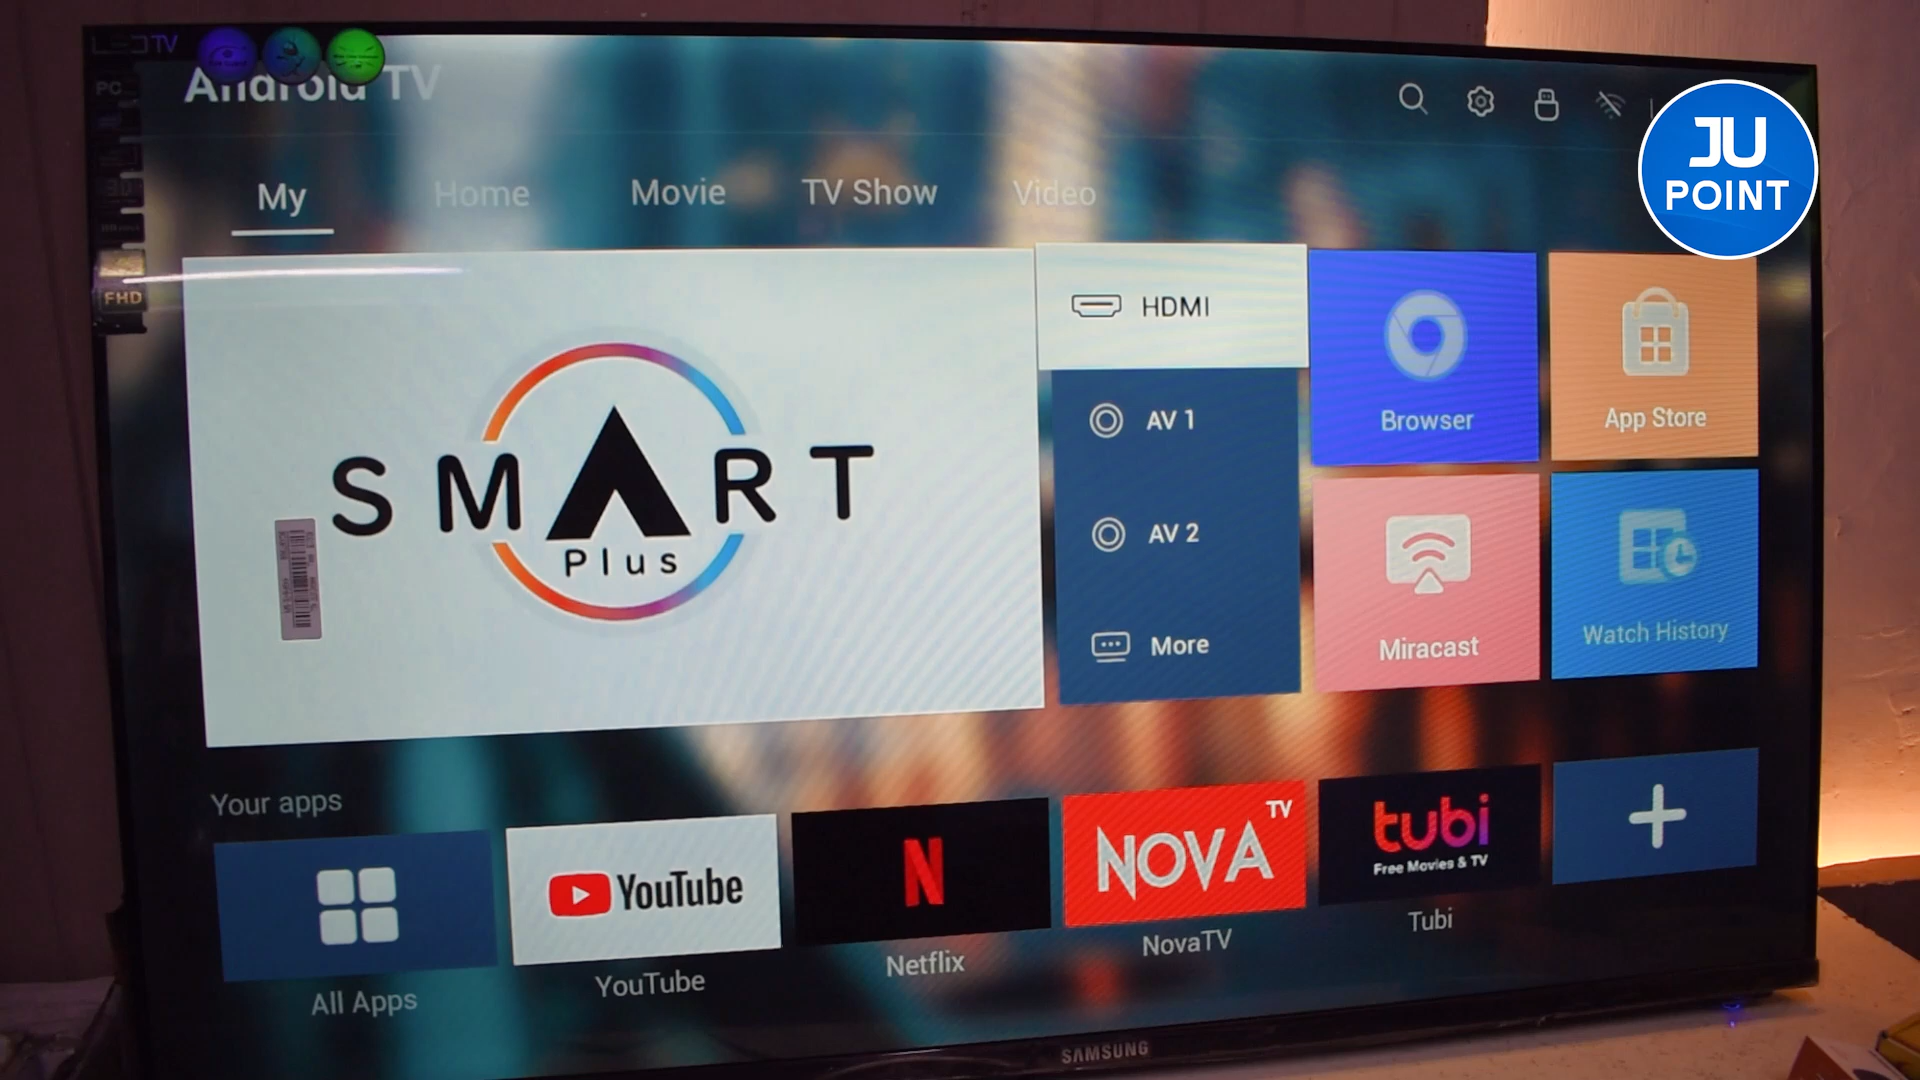 LED TV
Android TV
JU
POINT
My
Home
Movie
TV Show
Video
FHD
HDMI
AV 1
AV 2
More
Browser
App Store
Miracast
Watch History
SMART
Plus
Your apps
All Apps
YouTube
YouTube
N
Netflix
NOVA TV
NovaTV
tubi
Free Movies & TV
Tubi
SAMSUNG